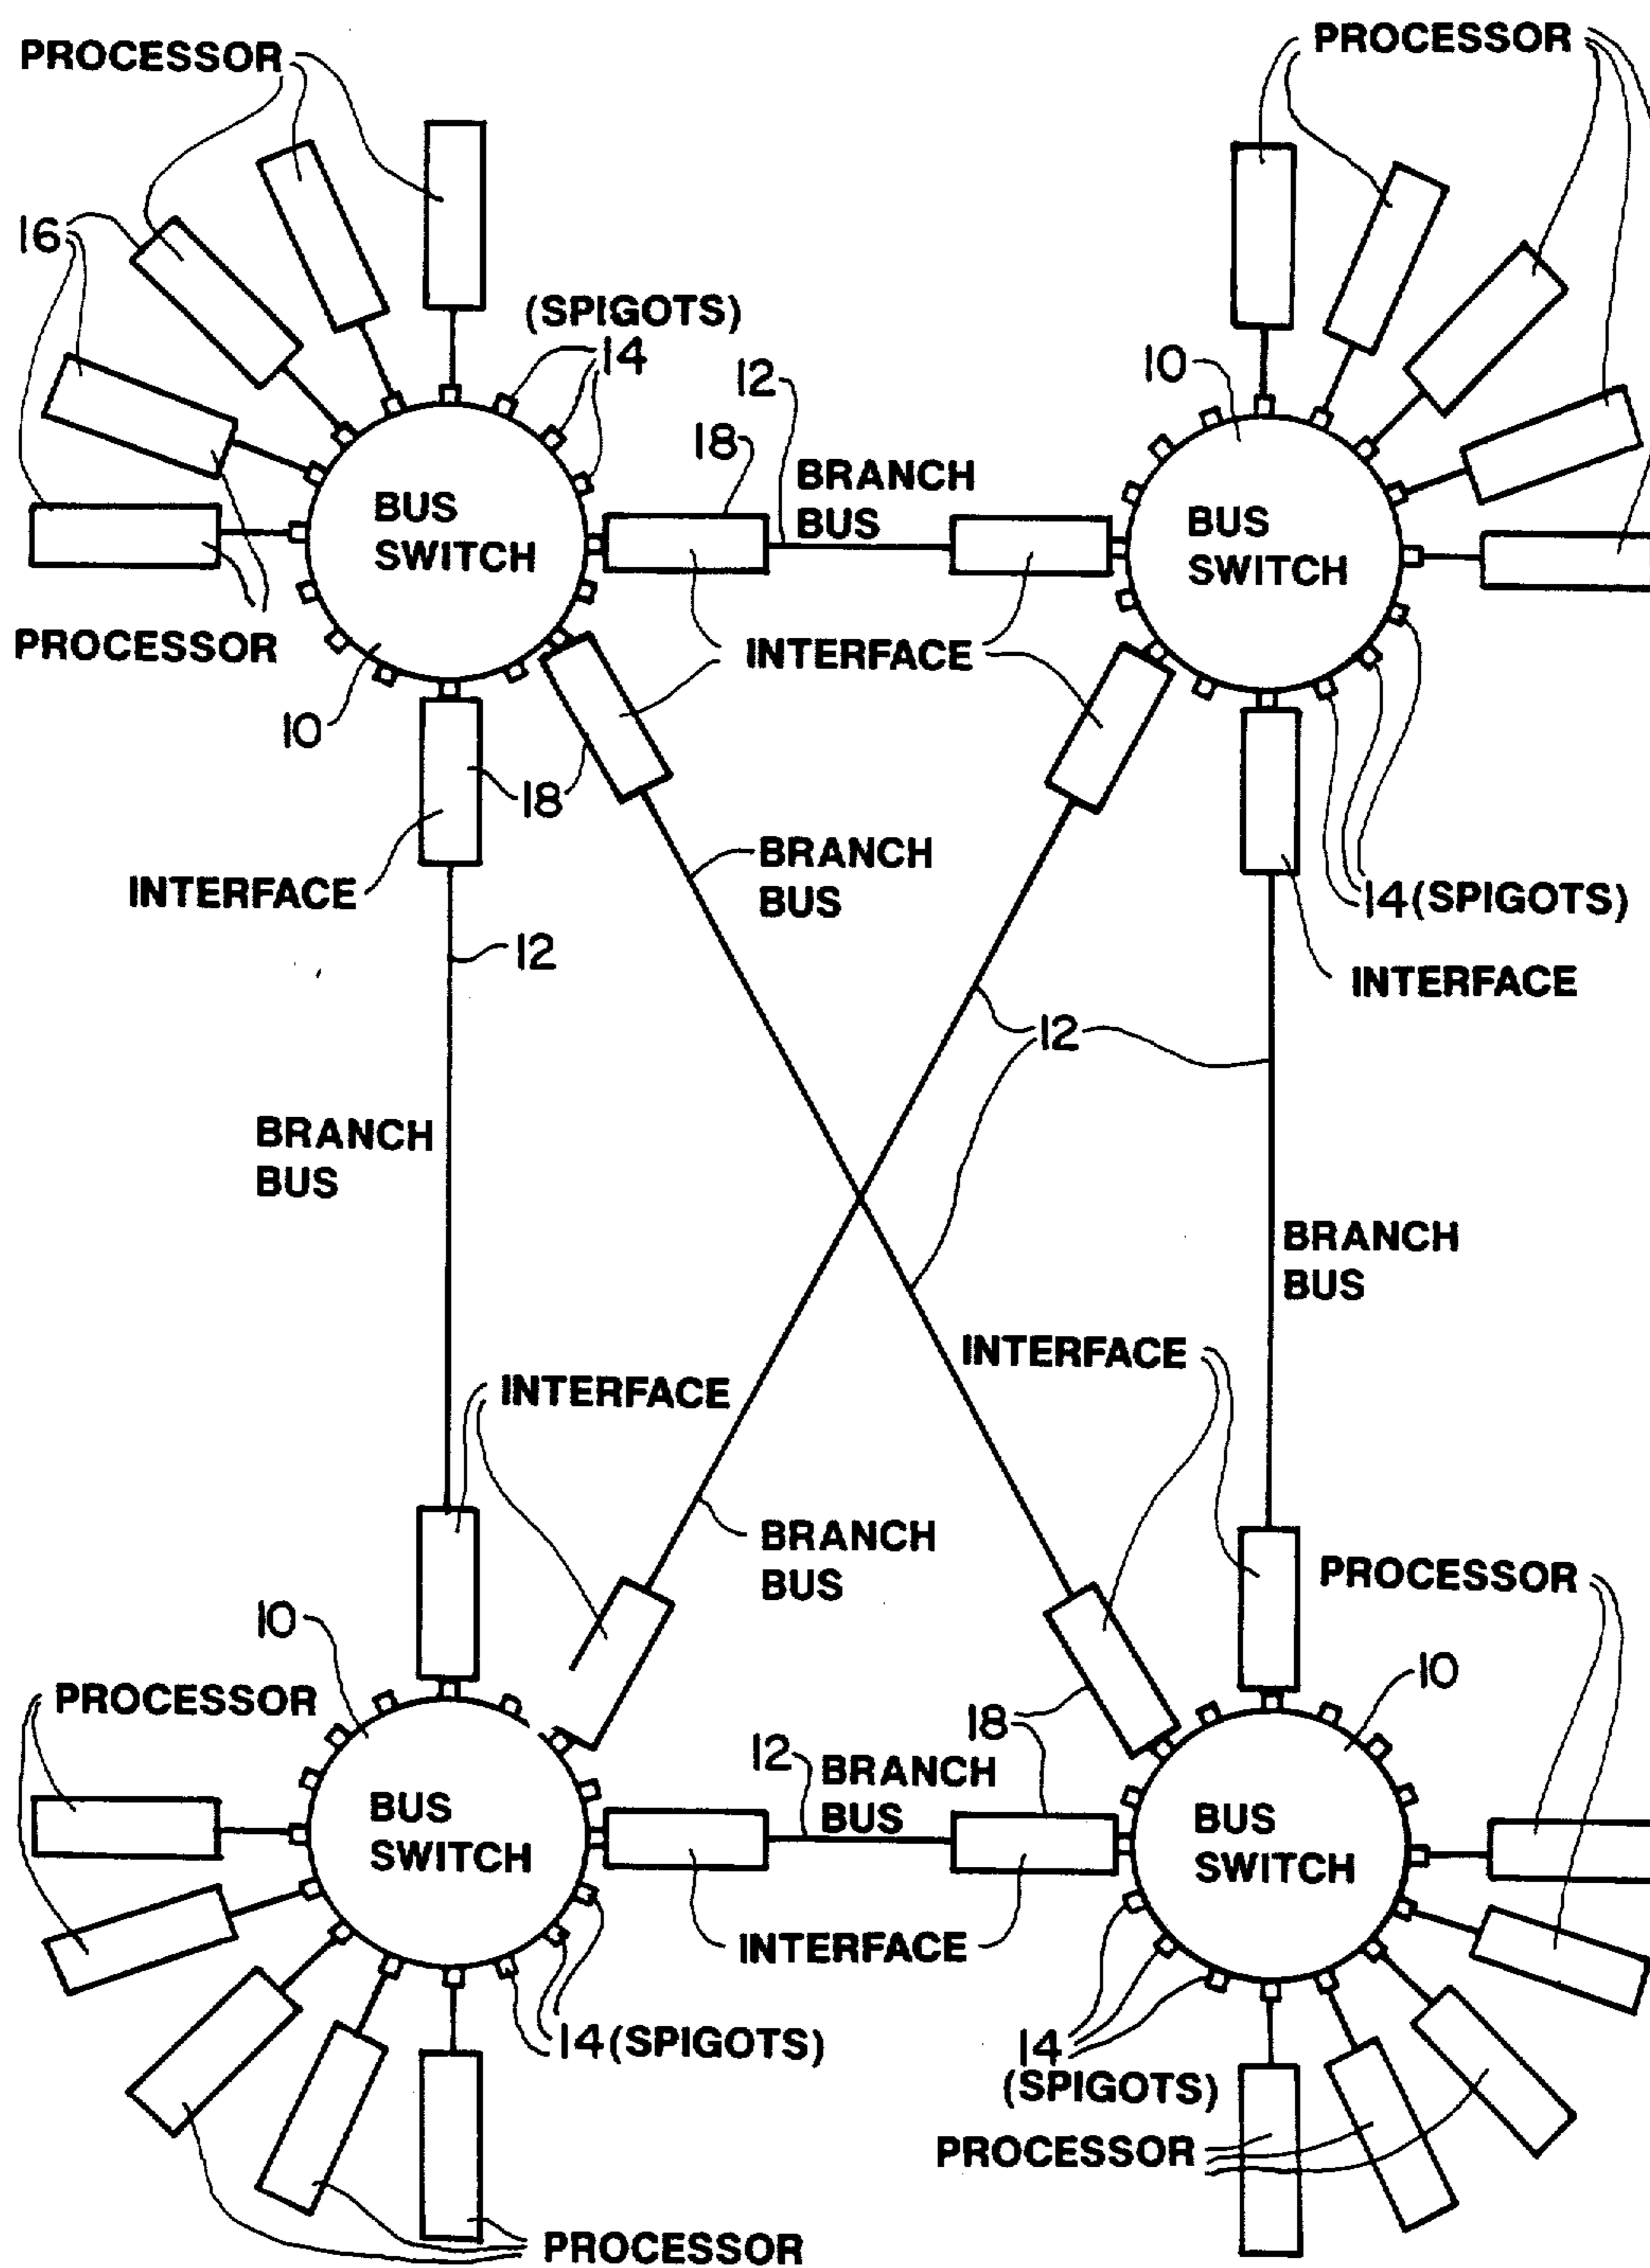 PROCESSOR
PROCESSOR
16
(SPIGOTS)
14
12
10
18
BRANCH
BUS
BUS
SWITCH
BUS
SWITCH
PROCESSOR
INTERFACE
10
18
INTERFACE
BRANCH
BUS
14 (SPIGOTS)
12
INTERFACE
12
BRANCH
BUS
BRANCH
BUS
INTERFACE
INTERFACE
BRANCH
BUS
PROCESSOR
10
10
PROCESSOR
18
12
BRANCH
BUS
BUS
SWITCH
BUS
SWITCH
INTERFACE
14 (SPIGOTS)
14
(SPIGOTS)
PROCESSOR
PROCESSOR